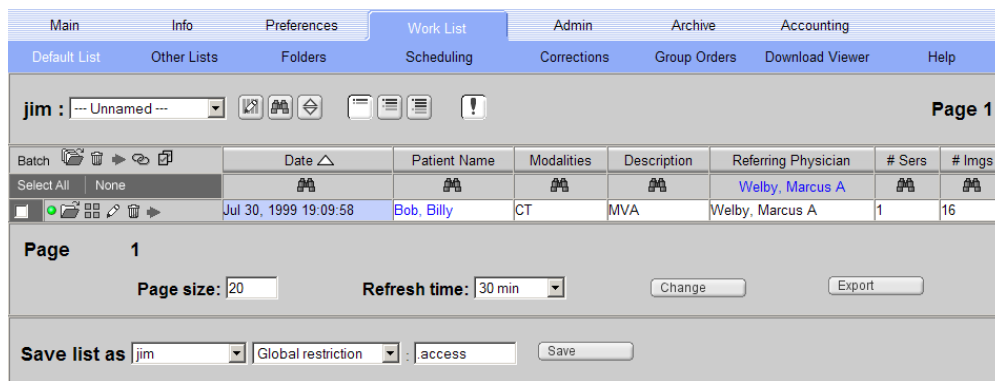 Main Info Preferences Work List Admin Archive Accounting
Default List Other Lists Folders Scheduling Corrections Group Orders Download Viewer Help
jim : --- Unnamed --- Page 1
Batch Date Patient Name Modalities Description Referring Physician # Sers # Imgs
Select All None Welby, Marcus A
Jul 30, 1999 19:09:58 Bob, Billy CT MVA Welby, Marcus A 1 16
Page 1
Page size: 20 Refresh time: 30 min Change Export
Save list as jim Global restriction : .access Save